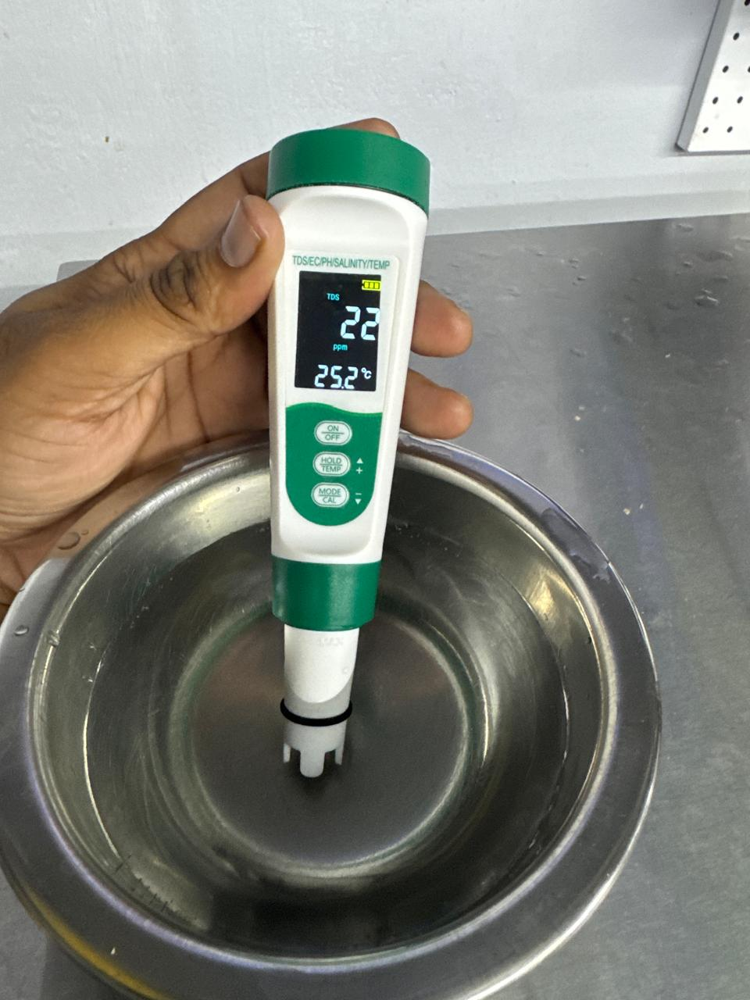 TDS/EC/PH/SALINITY/TEMP
TDS
22
ppm
25.2°C
ON
OFF
HOLD
TEMP
▲
+
MODE
CAL
−
▼